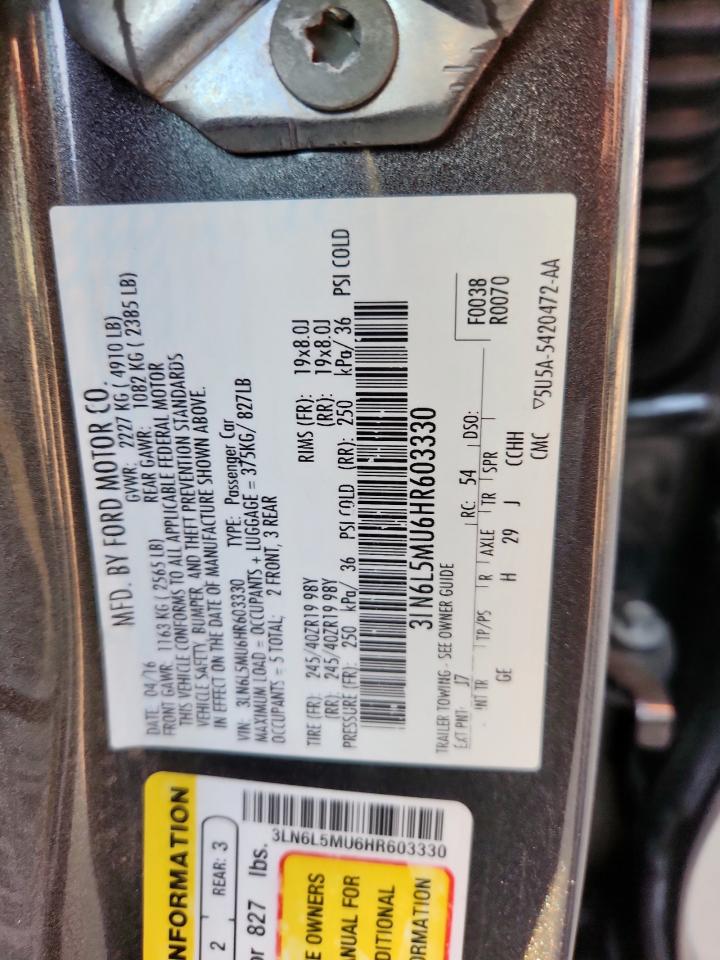 MFD. BY FORD MOTOR CO.
DATE: 04/16 GVWR: 2227 KG ( 4910 LB)
FRONT GAWR: 1163 KG ( 2565 LB) REAR GAWR: 1082 KG ( 2385 LB)
THIS VEHICLE CONFORMS TO ALL APPLICABLE FEDERAL MOTOR
VEHICLE SAFETY, BUMPER, AND THEFT PREVENTION STANDARDS
IN EFFECT ON THE DATE OF MANUFACTURE SHOWN ABOVE.
VIN: 3LN6L5MU6HR603330 TYPE: Passenger Car
MAXIMUM LOAD = OCCUPANTS + LUGGAGE = 375KG/ 827LB
OCCUPANTS = 5 TOTAL: 2 FRONT, 3 REAR
TIRE (FR): 245/40ZR19 98Y RIMS (FR): 19x8.0J
(RR): 245/40ZR19 98Y (RR): 19x8.0J
PRESSURE (FR): 250 kPa/ 36 PSI COLD (RR): 250 kPa/ 36 PSI COLD
3LN6L5MU6HR603330
TRAILER TOWING - SEE OWNER GUIDE
EXT PNT: J7 RC: 54 DSO: F0038
R0070
INT TR TP/PS R AXLE TR SPR
GE H 29 J CCHH
CMC ▽5U5A-5420472-AA
INFORMATION
2 REAR: 3
or 827 lbs.
3LN6L5MU6HR603330
E OWNERS
ANUAL FOR
DITIONAL
ORMATION